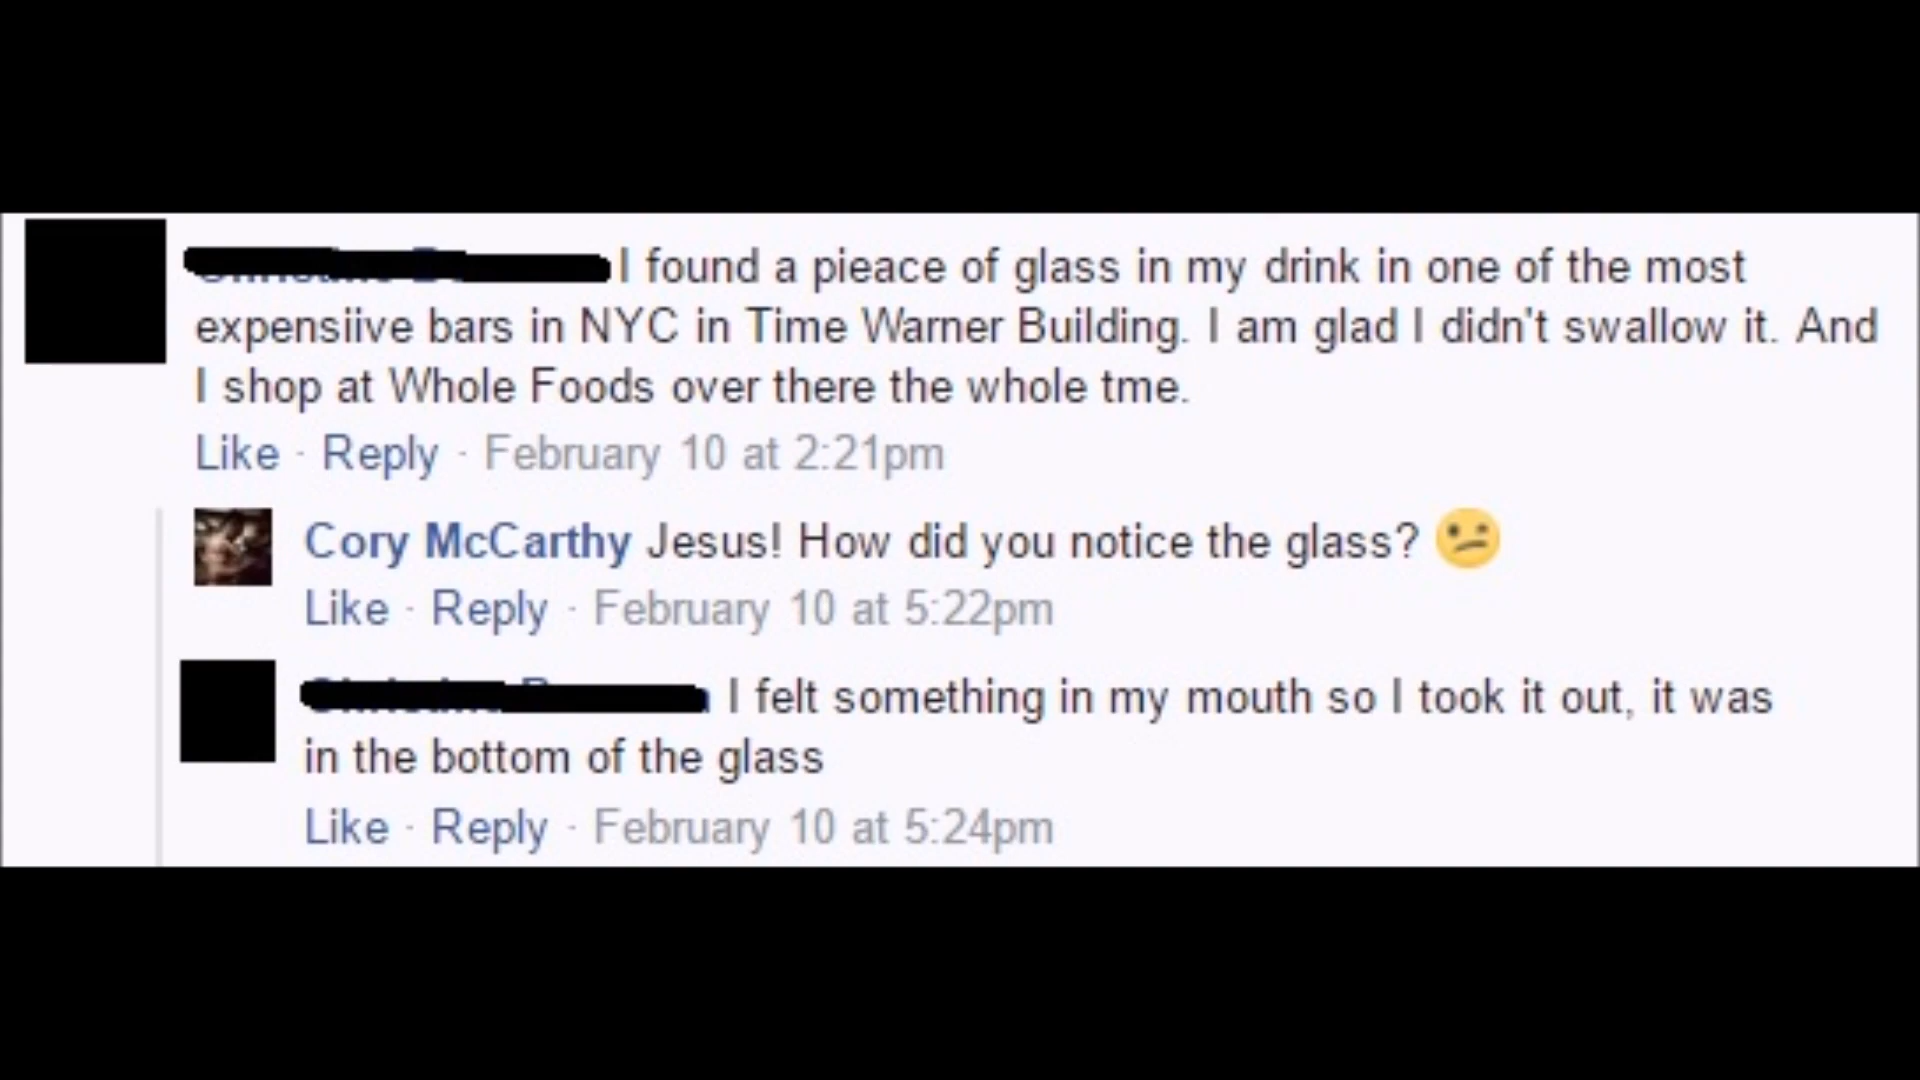 I found a pieace of glass in my drink in one of the most
expensiive bars in NYC in Time Warner Building. I am glad I didn't swallow it. And
I shop at Whole Foods over there the whole tme.
Like · Reply · February 10 at 2:21pm
Cory McCarthy Jesus! How did you notice the glass? 😕
Like · Reply · February 10 at 5:22pm
I felt something in my mouth so I took it out, it was
in the bottom of the glass
Like · Reply · February 10 at 5:24pm